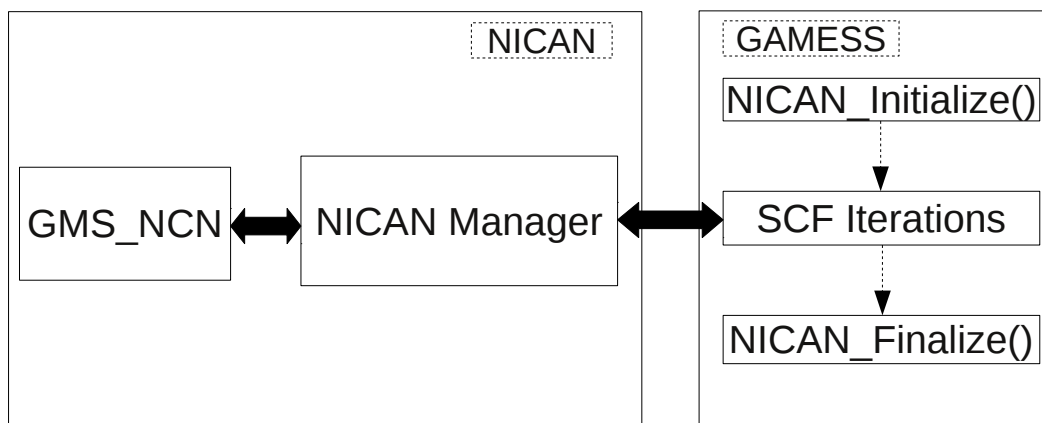 NICAN
GMS_NCN
NICAN Manager
GAMESS
NICAN_Initialize()
SCF Iterations
NICAN_Finalize()